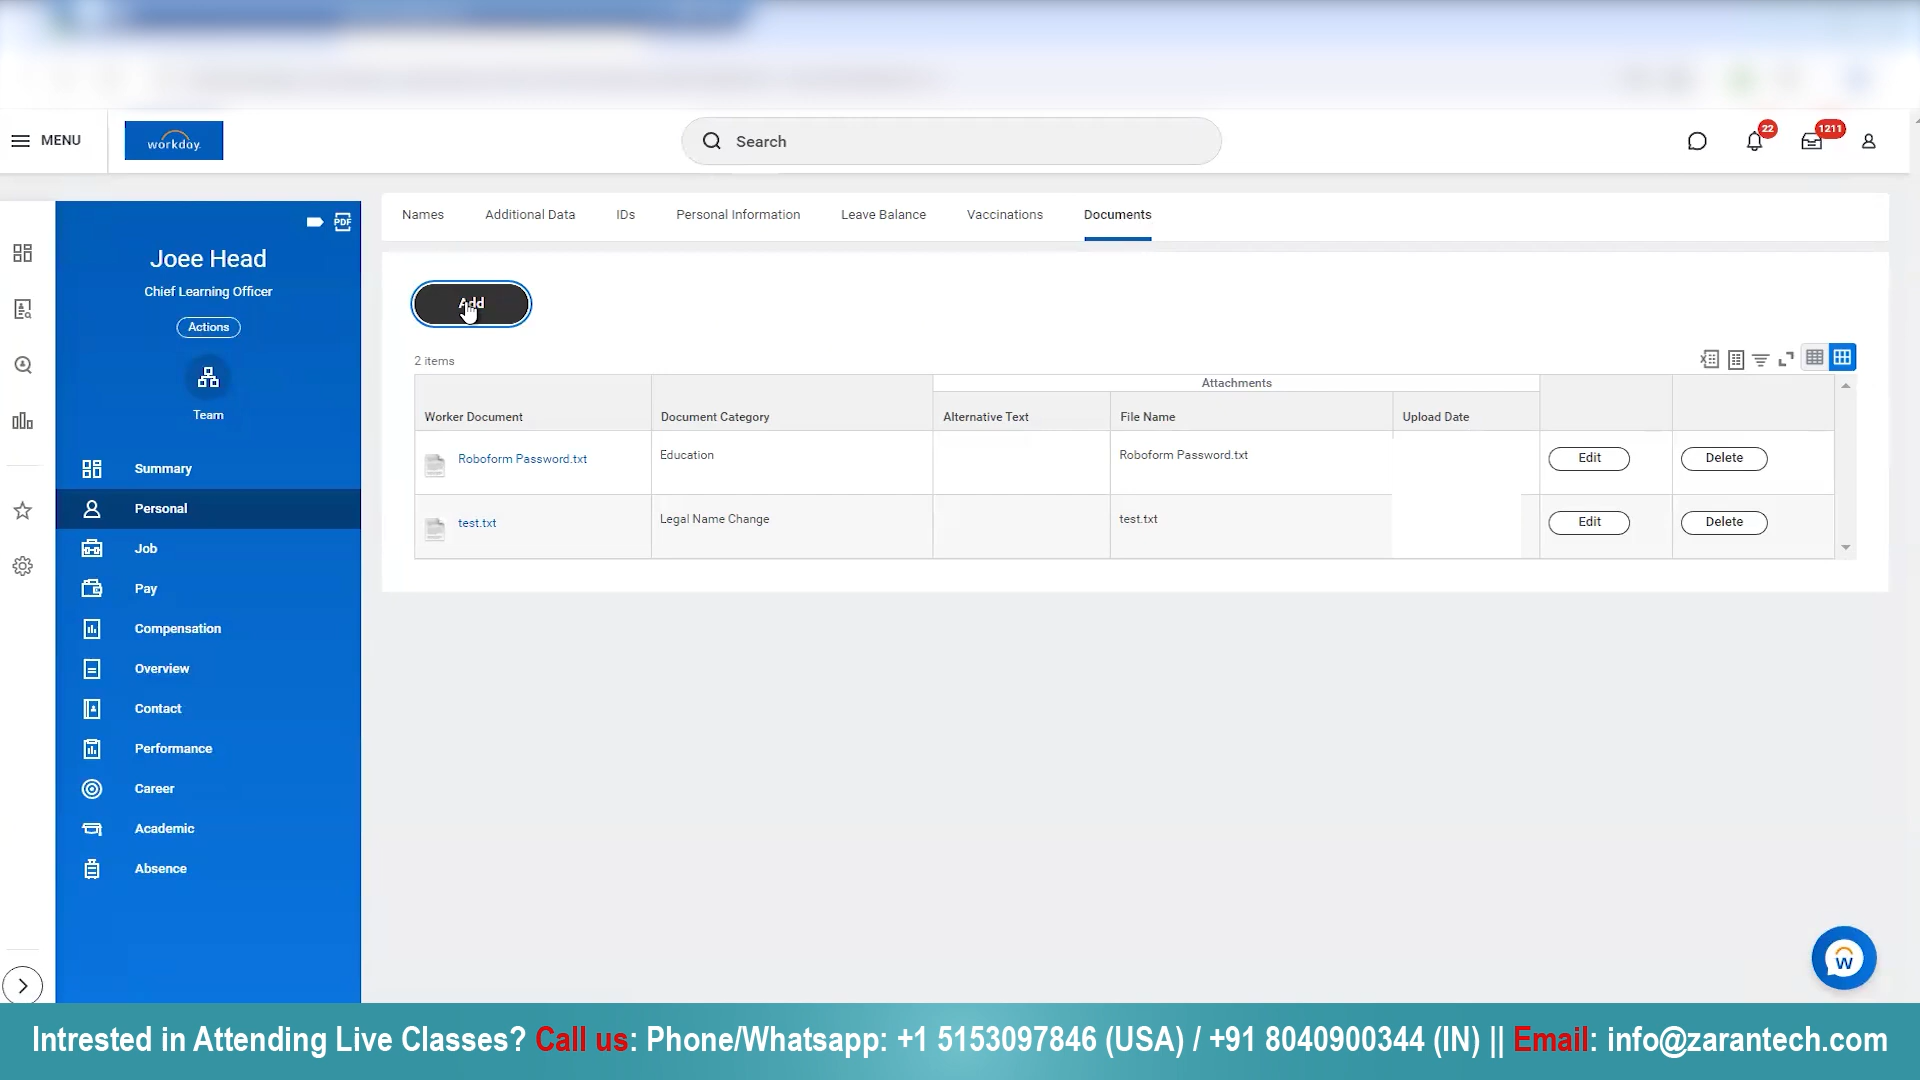 MENU
workday.
Search
22
1211
PDF
Joee Head
Chief Learning Officer
Actions
Team
Summary
Personal
Job
Pay
Compensation
Overview
Contact
Performance
Career
Academic
Absence
Names Additional Data IDs Personal Information Leave Balance Vaccinations Documents
Add
2 items
Attachments
Worker Document Document Category Alternative Text File Name Upload Date
Roboform Password.txt Education Roboform Password.txt Edit Delete
test.txt Legal Name Change test.txt Edit Delete
W
Intrested in Attending Live Classes? Call us: Phone/Whatsapp: +1 5153097846 (USA) / +91 8040900344 (IN) || Email: info@zarantech.com